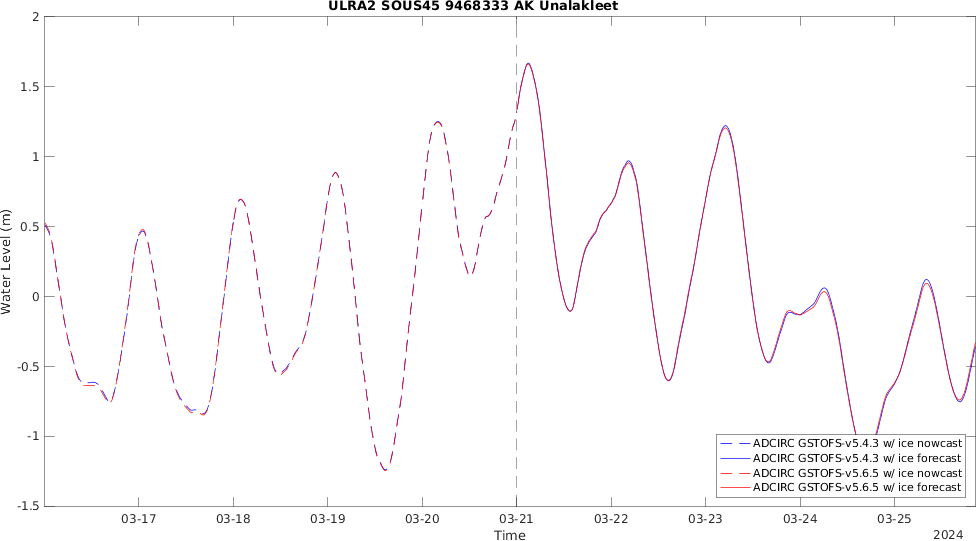 ULRA2 SOUS45 9468333 AK Unalakleet
2
1.5
1
0.5
0
-0.5
-1
-1.5
Water Level (m)
ADCIRC GSTOFS-v5.4.3 w/ ice nowcast
ADCIRC GSTOFS-v5.4.3 w/ ice forecast
ADCIRC GSTOFS-v5.6.5 w/ ice nowcast
ADCIRC GSTOFS-v5.6.5 w/ ice forecast
03-17 03-18 03-19 03-20 03-21 03-22 03-23 03-24 03-25
Time
2024